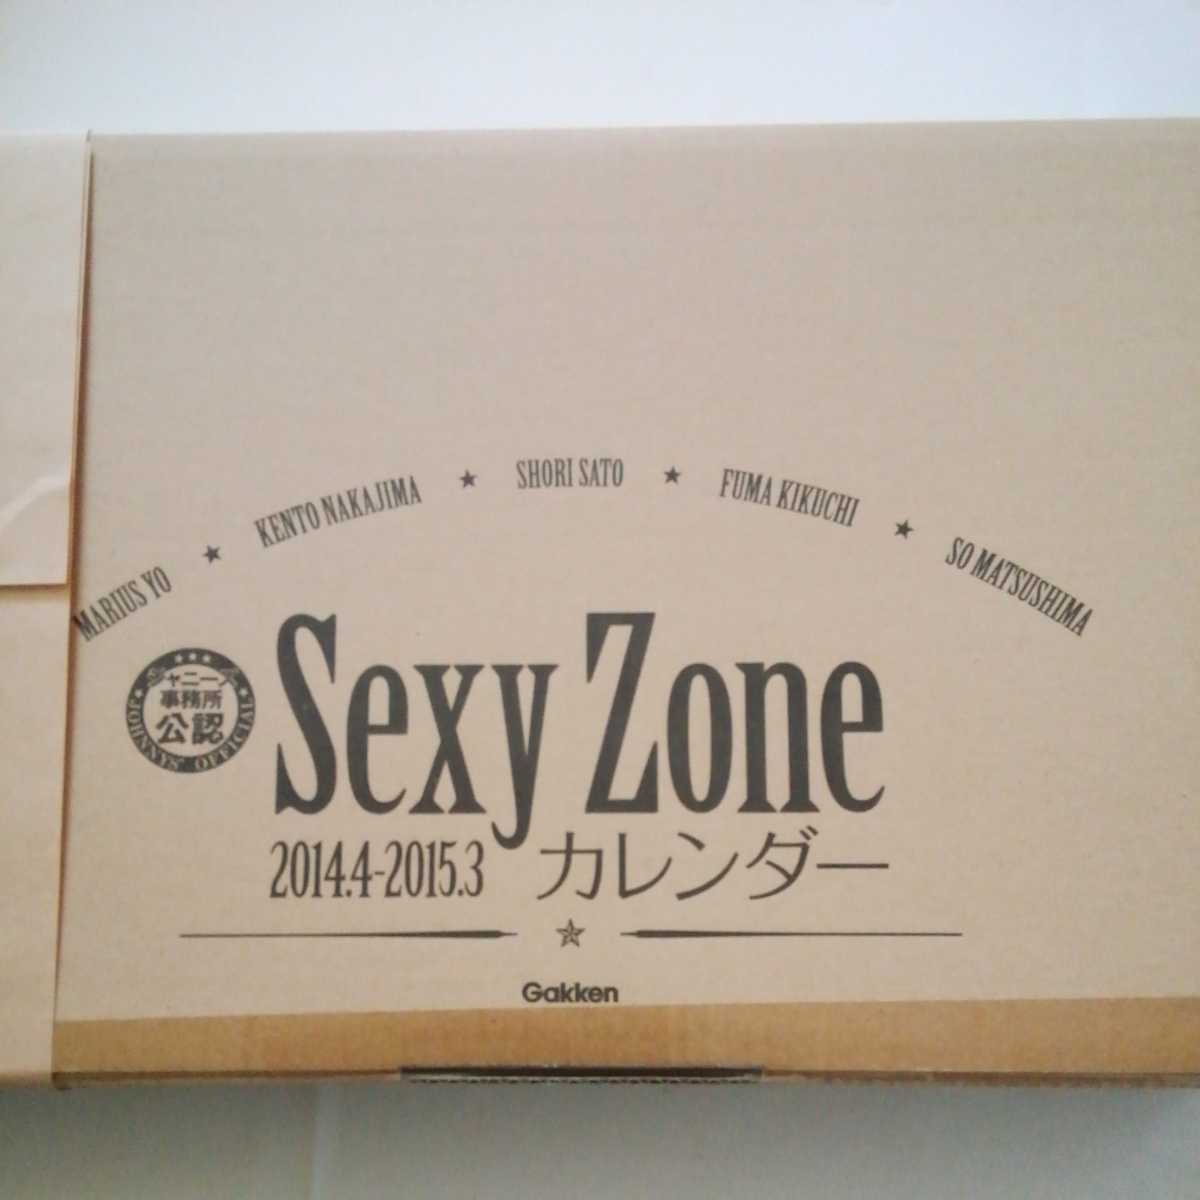 MARIUS YO ★ KENTO NAKAJIMA ★ SHORI SATO ★ FUMA KIKUCHI ★ SO MATSUSHIMA
ジャニーズ
事務所
公認
JOHNNYS' OFFICIAL
Sexy Zone
2014.4-2015.3 カレンダー
Gakken